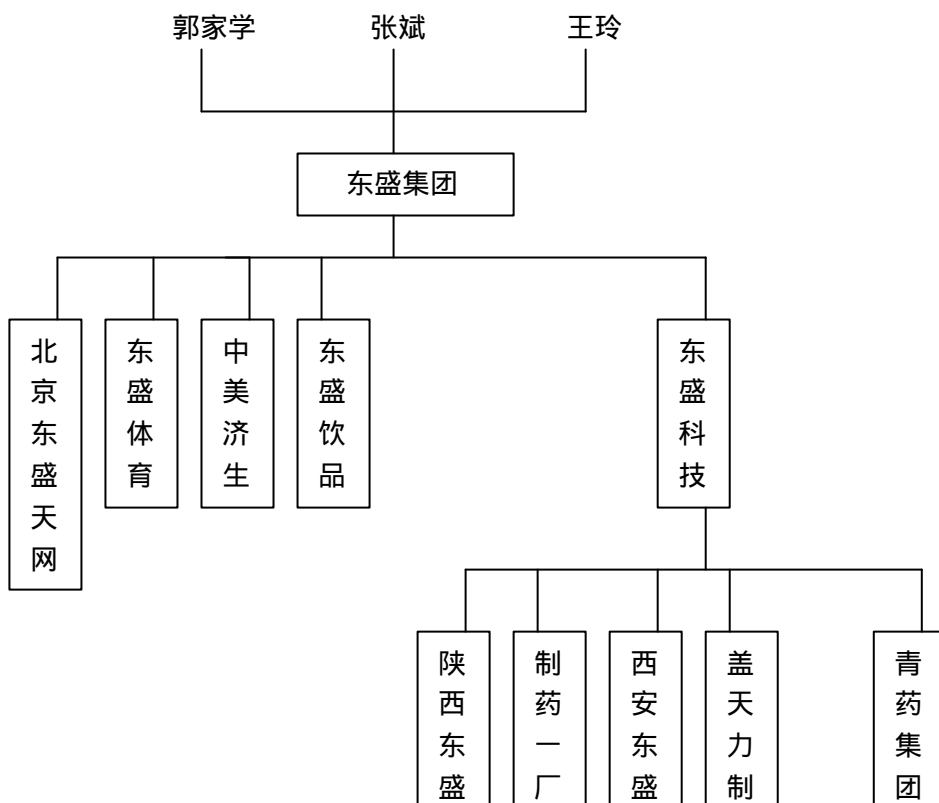 郭家学 张斌 王玲
东盛集团
北京东盛天网
东盛体育
中美济生
东盛饮品
东盛科技
陕西东盛
制药一厂
西安东盛
盖天力制
青药集团